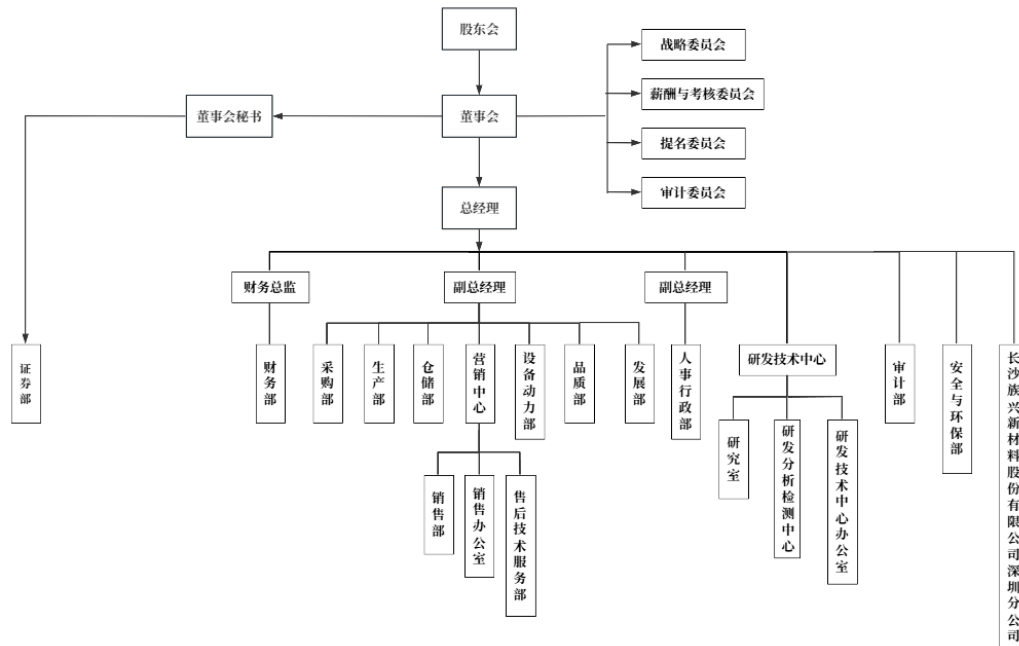 股东会
战略委员会
薪酬与考核委员会
董事会秘书
董事会
提名委员会
审计委员会
总经理
财务总监
副总经理
副总经理
证券部
财务部
采购部
生产部
仓储部
营销中心
设备动力部
品质部
发展部
人事行政部
研发技术中心
审计部
安全与环保部
长沙族兴新材料股份有限公司深圳分公司
研究室
研发分析检测中心
研发技术中心办公室
销售部
销售办公室
售后技术服务部